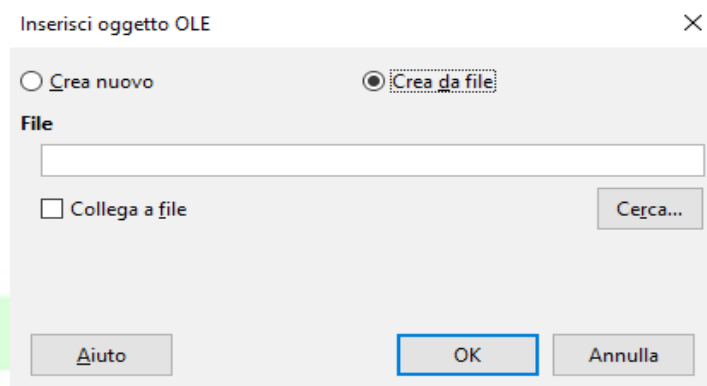 Inserisci oggetto OLE
Crea nuovo Crea da file
File
Collega a file Cerca...
Aiuto OK Annulla